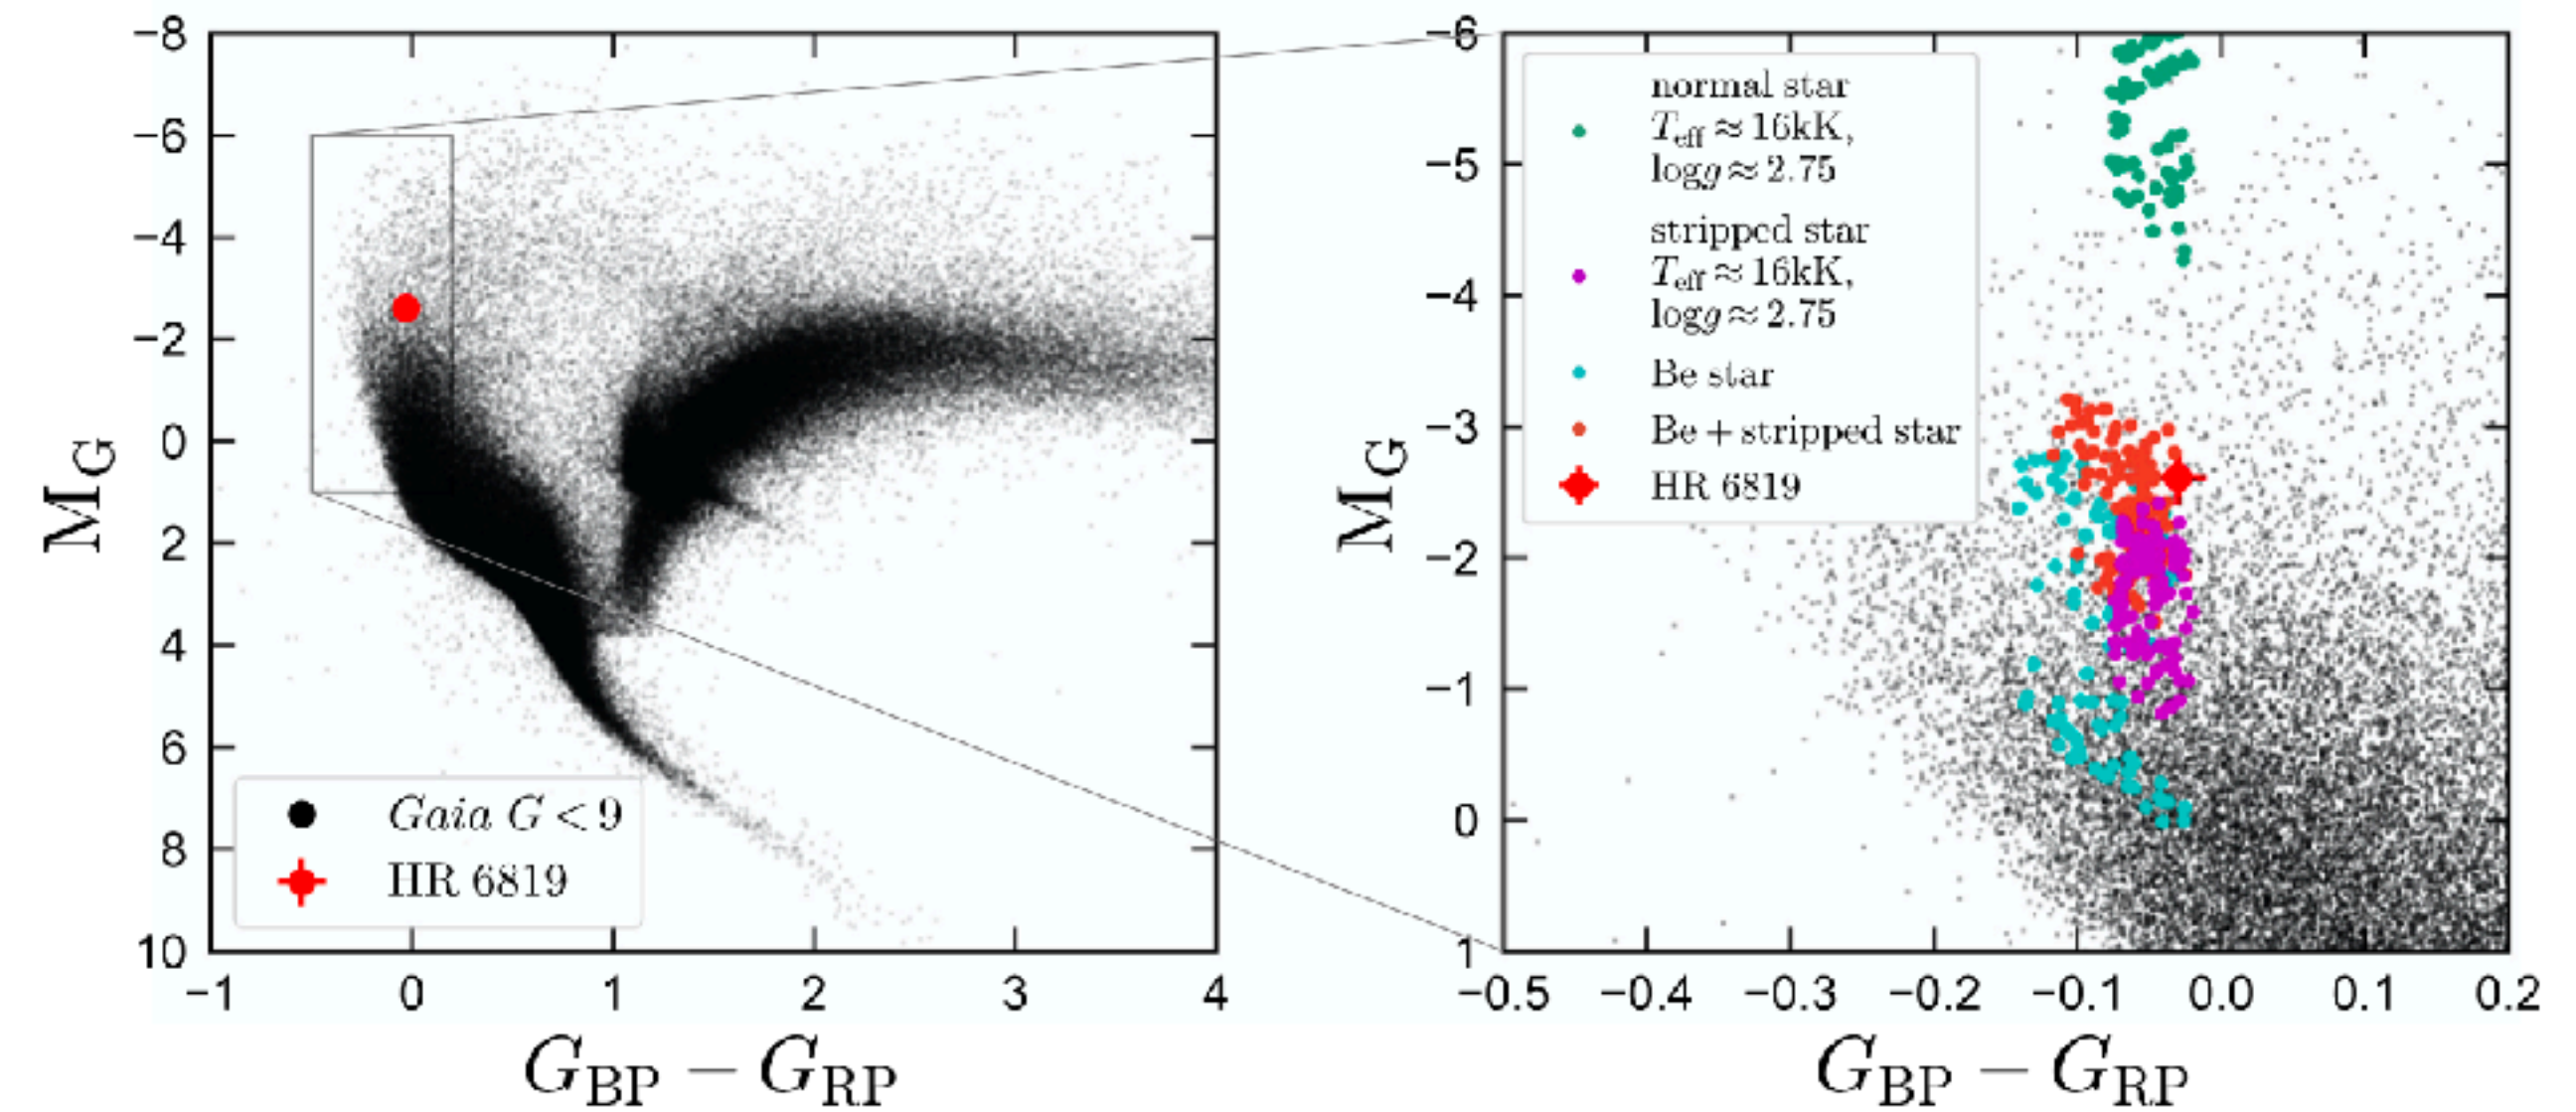 −8
−6
−4
−2
0
2
4
6
8
10
M_G
Gaia G < 9
HR 6819
−1 0 1 2 3 4
G_BP − G_RP
−6
−5
−4
−3
−2
−1
0
1
M_G
normal star
T_eff ≈ 16kK,
log g ≈ 2.75
stripped star
T_eff ≈ 16kK,
log g ≈ 2.75
Be star
Be + stripped star
HR 6819
−0.5 −0.4 −0.3 −0.2 −0.1 0.0 0.1 0.2
G_BP − G_RP